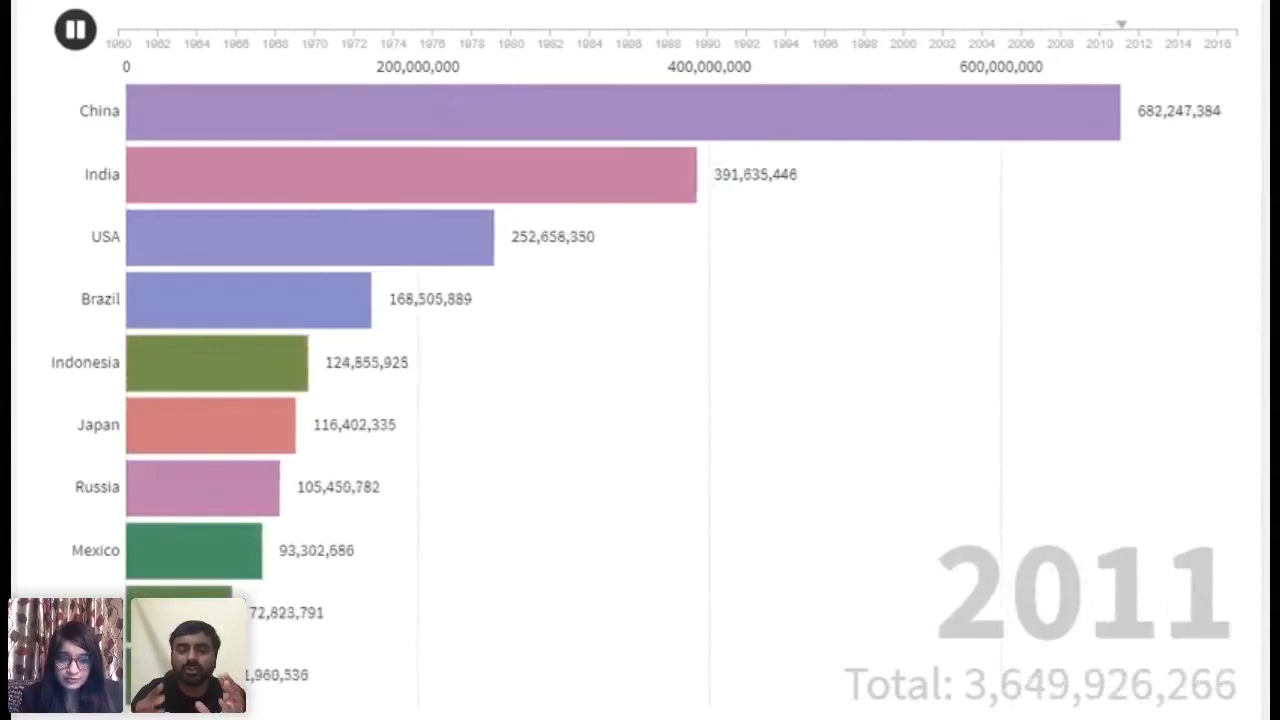 1960 1962 1964 1966 1968 1970 1972 1974 1976 1978 1980 1982 1984 1986 1988 1990 1992 1994 1996 1998 2000 2002 2004 2006 2008 2010 2012 2014 2016
0 200,000,000 400,000,000 600,000,000
China 682,247,384
India 391,635,446
USA 252,658,350
Brazil 168,505,889
Indonesia 124,855,925
Japan 116,402,335
Russia 105,450,782
Mexico 93,302,686
72,823,791
2011
1,960,536
Total: 3,649,926,266